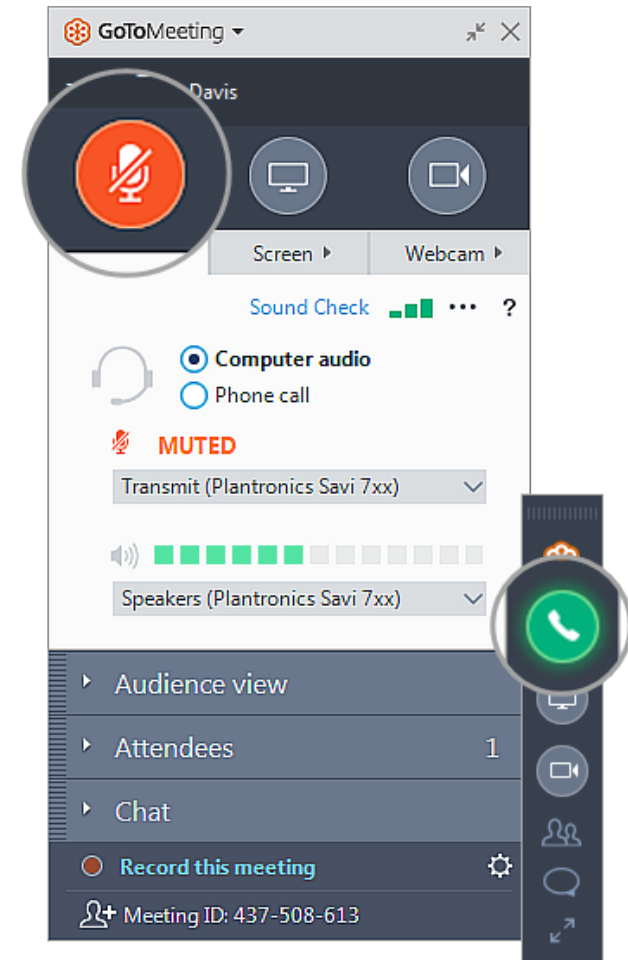 GoToMeeting
Davis
Screen
Webcam
Sound Check ... ?
Computer audio
Phone call
MUTED
Transmit (Plantronics Savi 7xx)
Speakers (Plantronics Savi 7xx)
Audience view
Attendees 1
Chat
Record this meeting
Meeting ID: 437-508-613